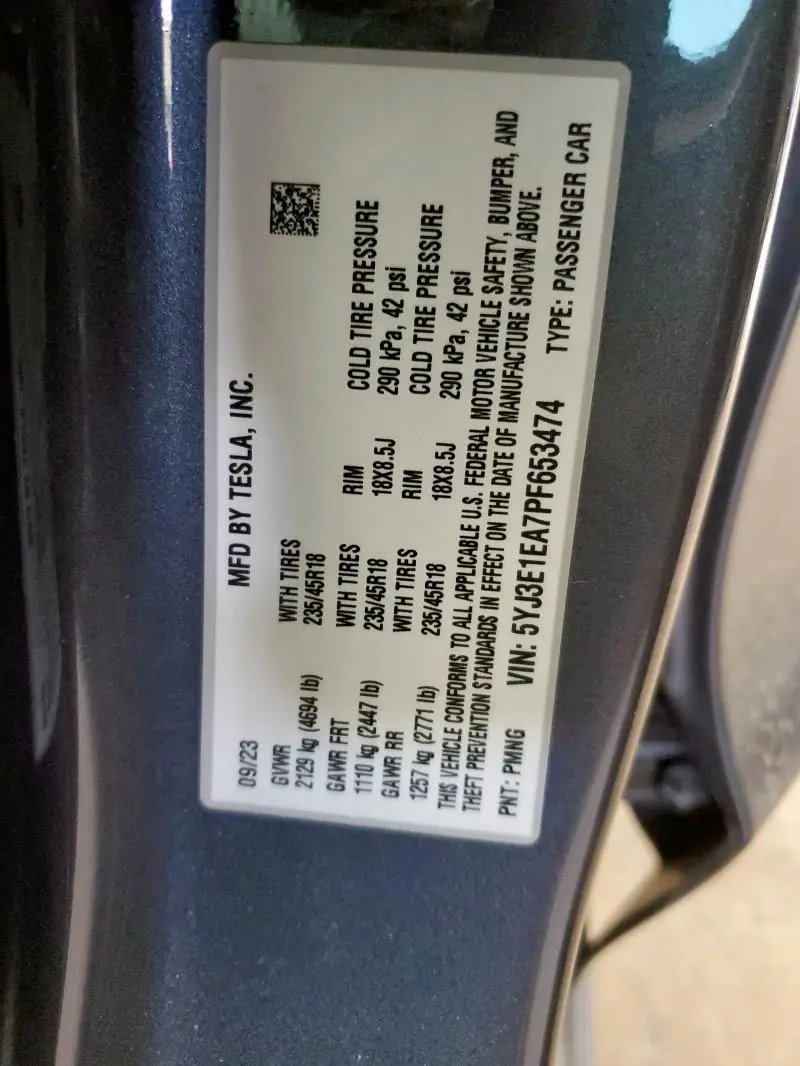 MFD BY TESLA, INC.
09/23
GVWR WITH TIRES
2129 kg (4694 lb) 235/45R18
GAWR FRT WITH TIRES RIM COLD TIRE PRESSURE
1110 kg (2447 lb) 235/45R18 18X8.5J 290 kPa, 42 psi
GAWR RR WITH TIRES RIM COLD TIRE PRESSURE
1257 kg (2771 lb) 235/45R18 18X8.5J 290 kPa, 42 psi
THIS VEHICLE CONFORMS TO ALL APPLICABLE U.S. FEDERAL MOTOR VEHICLE SAFETY, BUMPER, AND
THEFT PREVENTION STANDARDS IN EFFECT ON THE DATE OF MANUFACTURE SHOWN ABOVE.
PNT: PMNG VIN: 5YJ3E1EA7PF653474 TYPE: PASSENGER CAR